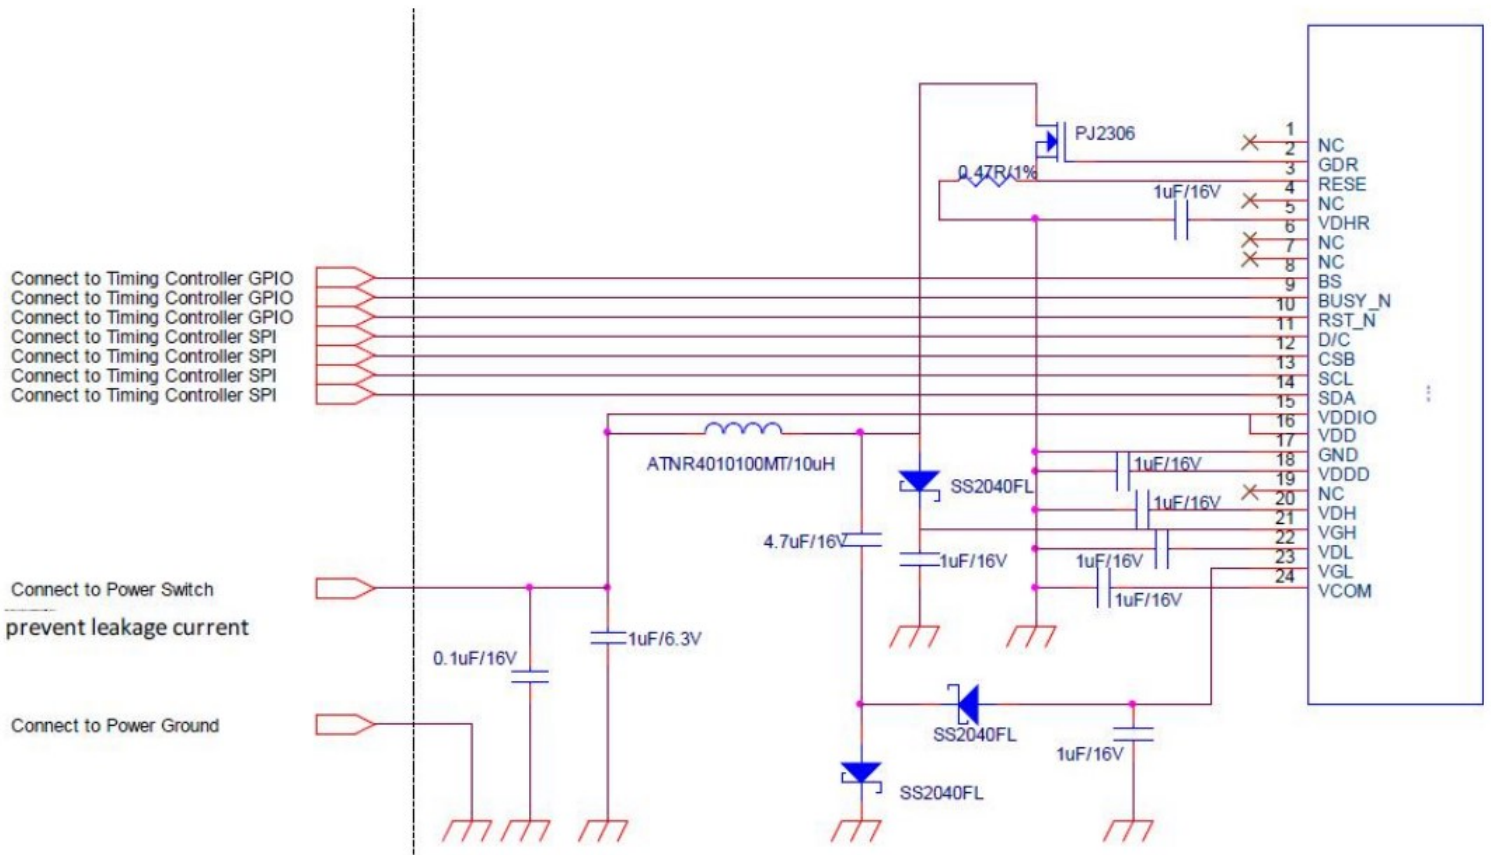 PJ2306
0.47R/1%
1uF/16V
1
NC
2
GDR
3
RESE
4
NC
5
VDHR
6
NC
7
NC
8
BS
9
BUSY_N
10
RST_N
11
D/C
12
CSB
13
SCL
14
SDA
15
VDDIO
16
VDD
17
GND
18
VDDD
19
NC
20
VDH
21
VGH
22
VDL
23
VGL
24
VCOM
Connect to Timing Controller GPIO
Connect to Timing Controller GPIO
Connect to Timing Controller GPIO
Connect to Timing Controller SPI
Connect to Timing Controller SPI
Connect to Timing Controller SPI
Connect to Timing Controller SPI
ATNR4010100MT/10uH
SS2040FL
1uF/16V
1uF/16V
4.7uF/16V
1uF/16V
1uF/16V
1uF/16V
Connect to Power Switch
prevent leakage current
1uF/6.3V
0.1uF/16V
Connect to Power Ground
SS2040FL
1uF/16V
SS2040FL